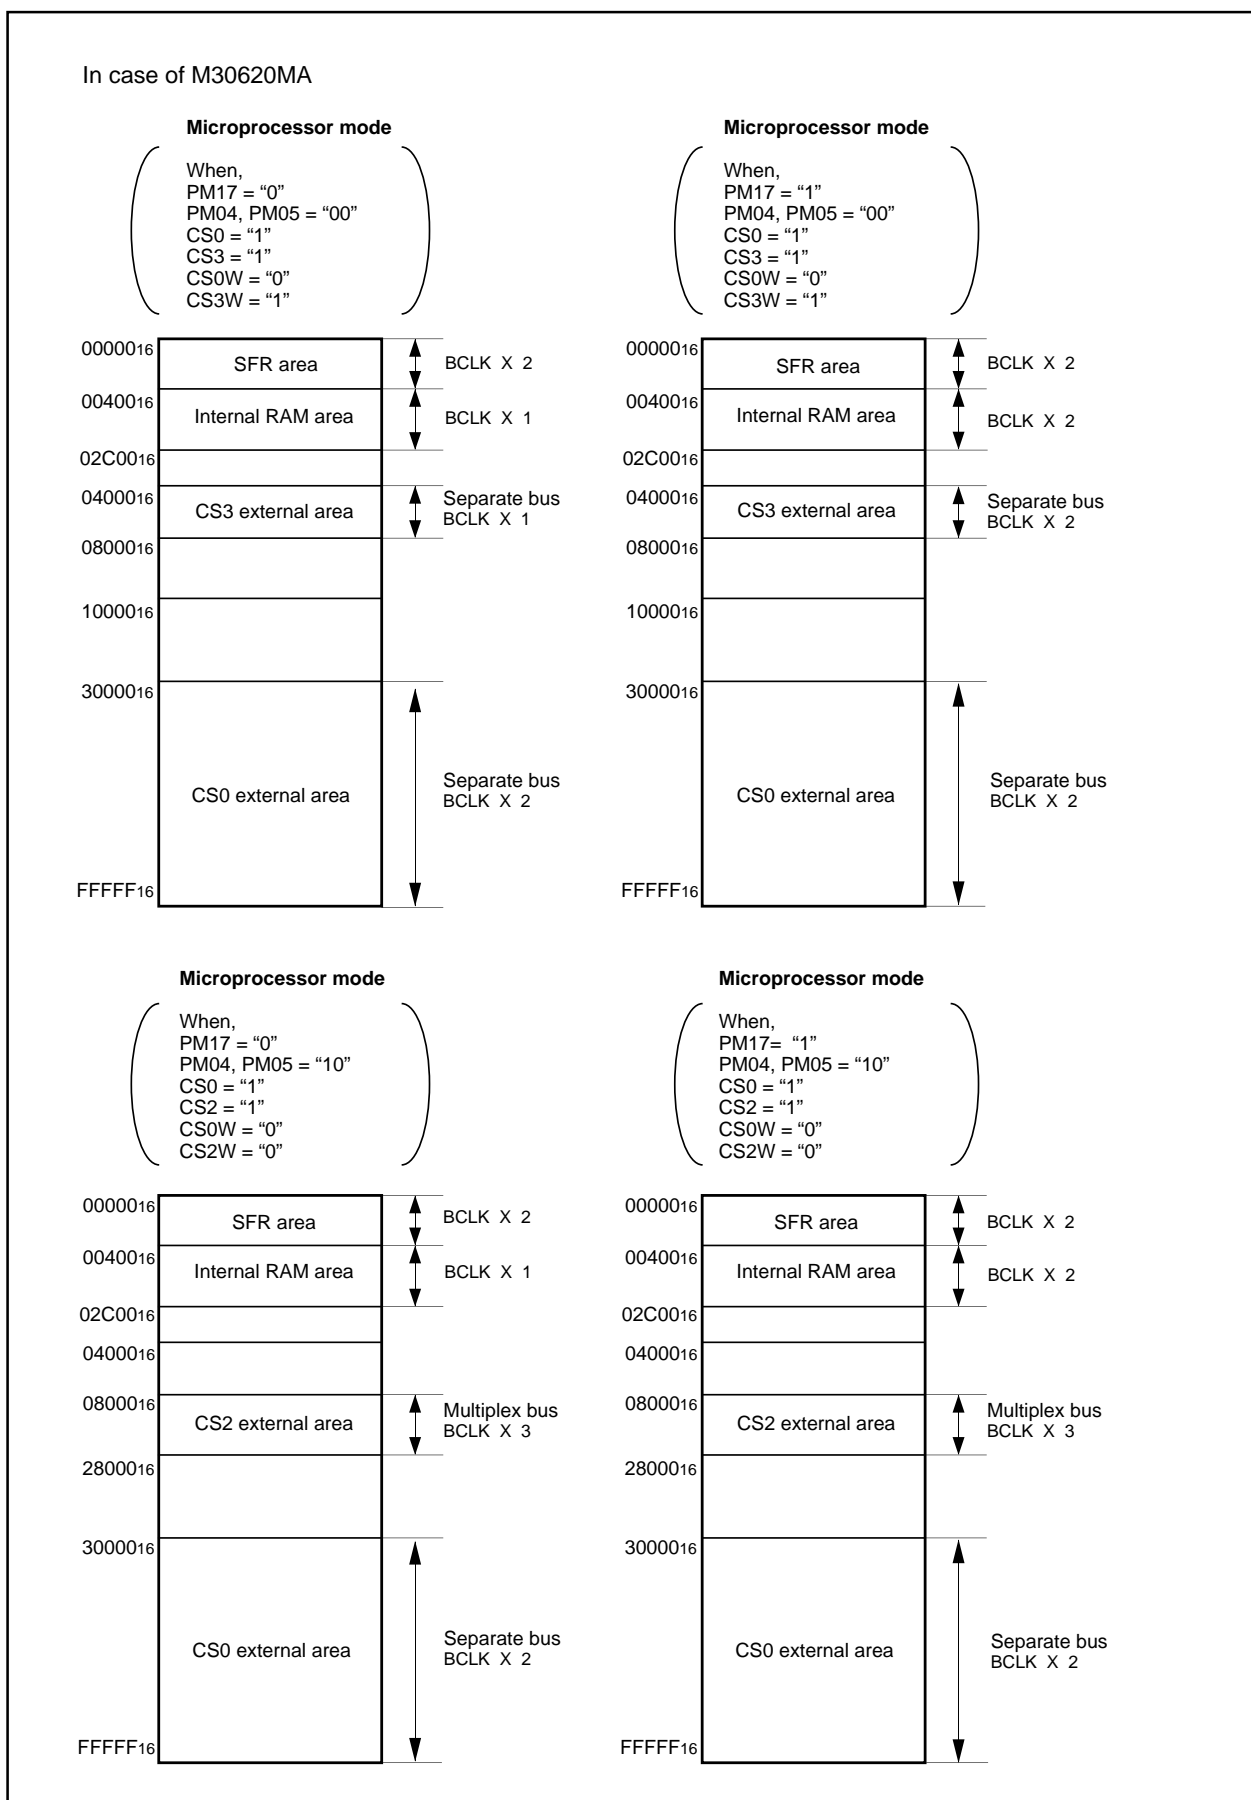 In case of M30620MA
Microprocessor mode
When,
PM17 = “0”
PM04, PM05 = “00”
CS0 = “1”
CS3 = “1”
CS0W = “0”
CS3W = “1”
0000016
SFR area
BCLK X 2
0040016
Internal RAM area
BCLK X 1
02C0016
0400016
CS3 external area
Separate bus
BCLK X 1
0800016
1000016
3000016
CS0 external area
Separate bus
BCLK X 2
FFFFF16
Microprocessor mode
When,
PM17 = “1”
PM04, PM05 = “00”
CS0 = “1”
CS3 = “1”
CS0W = “0”
CS3W = “1”
0000016
SFR area
BCLK X 2
0040016
Internal RAM area
BCLK X 2
02C0016
0400016
CS3 external area
Separate bus
BCLK X 2
0800016
1000016
3000016
CS0 external area
Separate bus
BCLK X 2
FFFFF16
Microprocessor mode
When,
PM17 = “0”
PM04, PM05 = “10”
CS0 = “1”
CS2 = “1”
CS0W = “0”
CS2W = “0”
0000016
SFR area
BCLK X 2
0040016
Internal RAM area
BCLK X 1
02C0016
0400016
0800016
CS2 external area
Multiplex bus
BCLK X 3
2800016
3000016
CS0 external area
Separate bus
BCLK X 2
FFFFF16
Microprocessor mode
When,
PM17= “1”
PM04, PM05 = “10”
CS0 = “1”
CS2 = “1”
CS0W = “0”
CS2W = “0”
0000016
SFR area
BCLK X 2
0040016
Internal RAM area
BCLK X 2
02C0016
0400016
0800016
CS2 external area
Multiplex bus
BCLK X 3
2800016
3000016
CS0 external area
Separate bus
BCLK X 2
FFFFF16